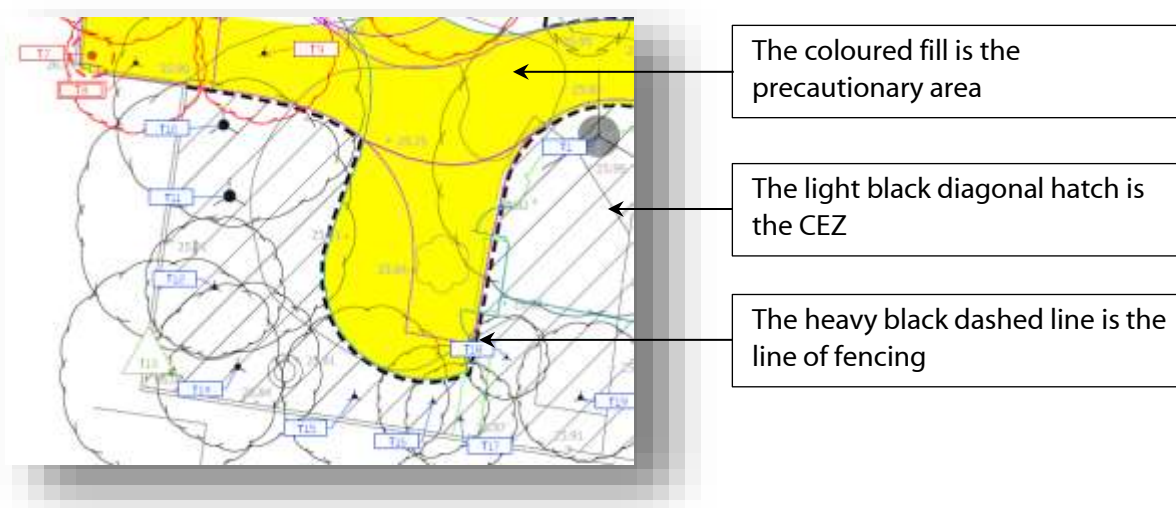 The coloured fill is the
precautionary area
The light black diagonal hatch is
the CEZ
The heavy black dashed line is the
line of fencing
T10
T11
T12
T13
T14
T15
T16
T17
T18
T19
T1